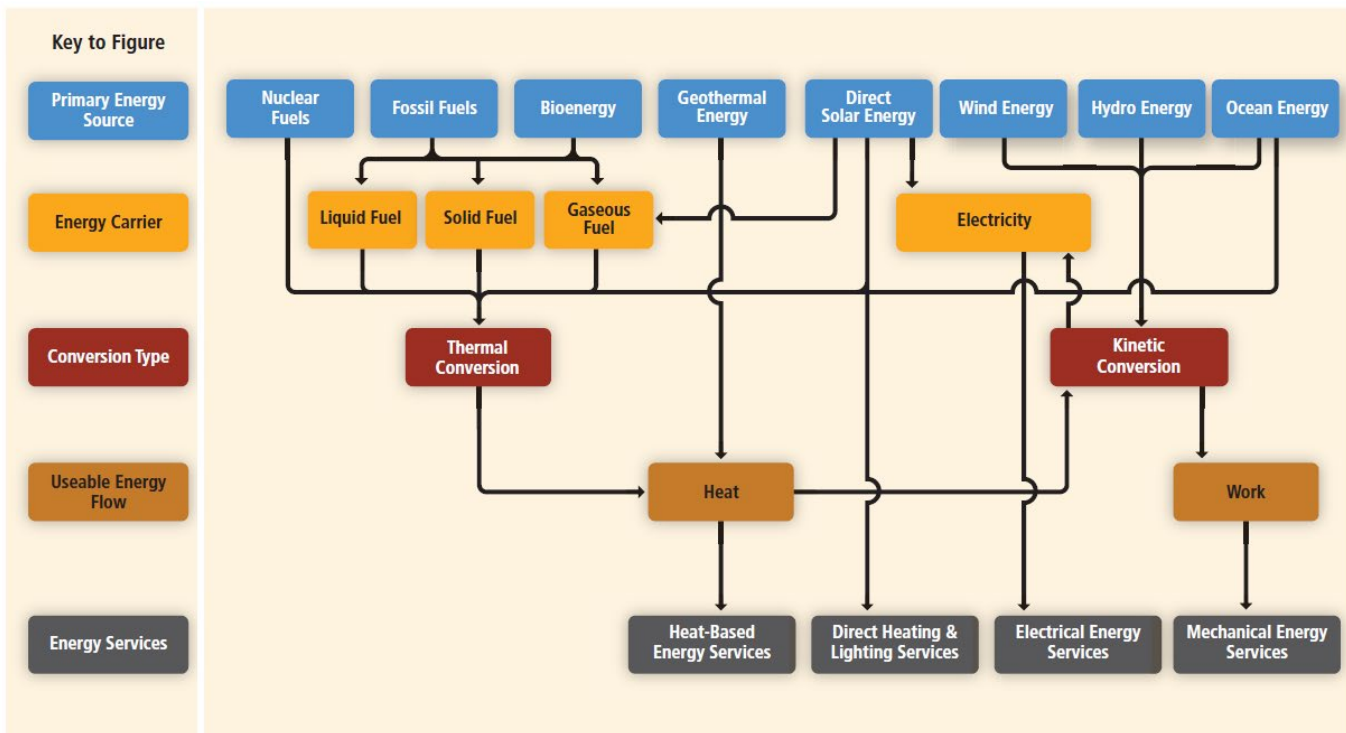 Key to Figure
Primary Energy
Source
Energy Carrier
Conversion Type
Useable Energy
Flow
Energy Services
Nuclear
Fuels
Fossil Fuels
Bioenergy
Geothermal
Energy
Direct
Solar Energy
Wind Energy
Hydro Energy
Ocean Energy
Liquid Fuel
Solid Fuel
Gaseous
Fuel
Electricity
Thermal
Conversion
Kinetic
Conversion
Heat
Work
Heat-Based
Energy Services
Direct Heating &
Lighting Services
Electrical Energy
Services
Mechanical Energy
Services